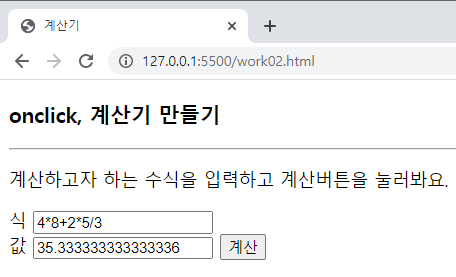 계산기
127.0.0.1:5500/work02.html
onclick, 계산기 만들기
계산하고자 하는 수식을 입력하고 계산버튼을 눌러봐요.
식 4*8+2*5/3
값 35.333333333333336 계산